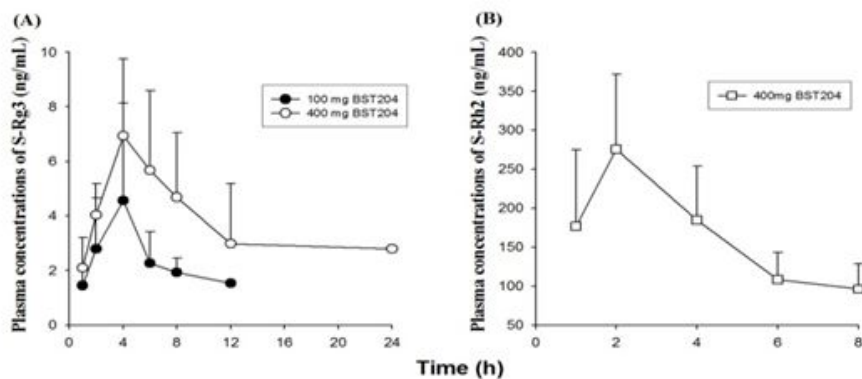 (A)
Plasma concentrations of S-Rg3 (ng/mL)
10
8
6
4
2
0
100 mg BST204
400 mg BST204
0 4 8 12 16 20 24
(B)
Plasma concentrations of S-Rh2 (ng/mL)
400
350
300
250
200
150
100
50
400mg BST204
0 2 4 6 8
Time (h)